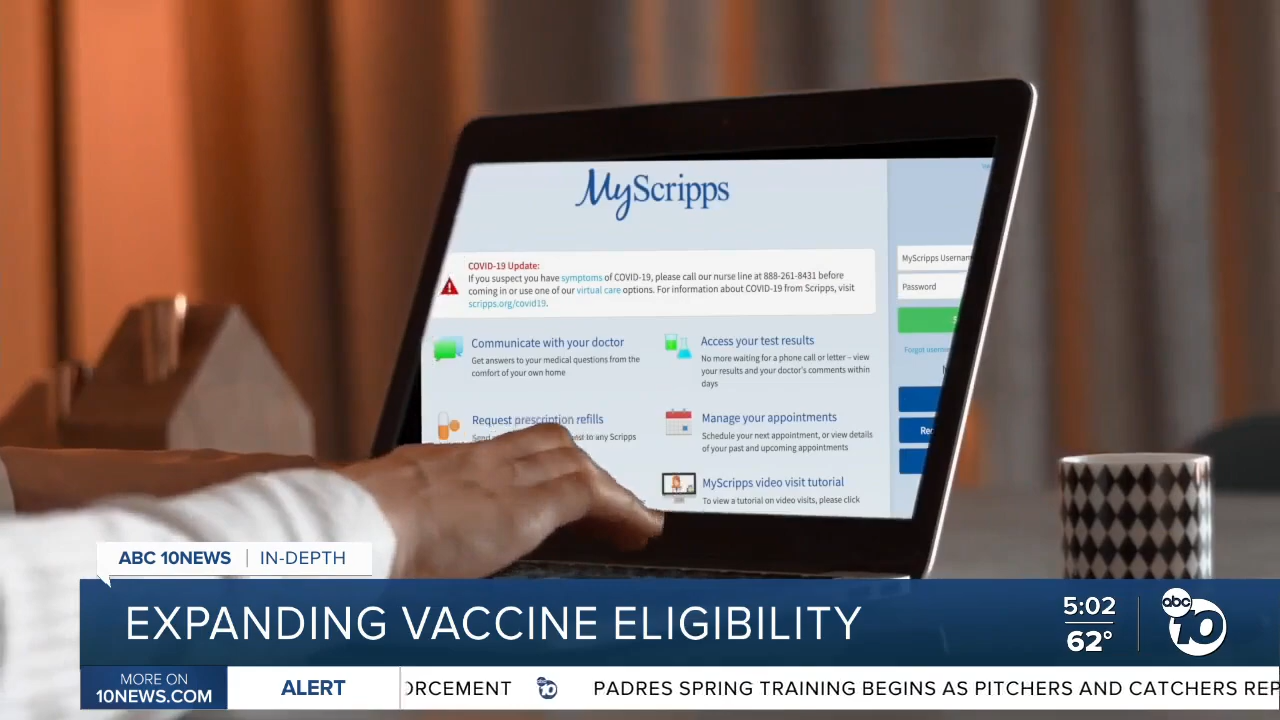 MyScripps
COVID-19 Update:
If you suspect you have symptoms of COVID-19, please call our nurse line at 888-261-8431 before
coming in or use one of our virtual care options. For information about COVID-19 from Scripps, visit
scripps.org/covid19.
MyScripps
Password
Forgot
Communicate with your doctor
Get answers to your medical questions from the
comfort of your own home
Access your test results
No more waiting for a phone call or letter – view
your results and your doctor's comments within
days
Request prescription refills
to any Scripps
Manage your appointments
Schedule your next appointment, or view details
of your past and upcoming appointments
MyScripps video visit tutorial
To view a tutorial on video visits, please click
ABC 10NEWS | IN-DEPTH
EXPANDING VACCINE ELIGIBILITY
5:02
62°
abc
10
MORE ON
10NEWS.COM
ALERT
ORCEMENT
PADRES SPRING TRAINING BEGINS AS PITCHERS AND CATCHERS REP